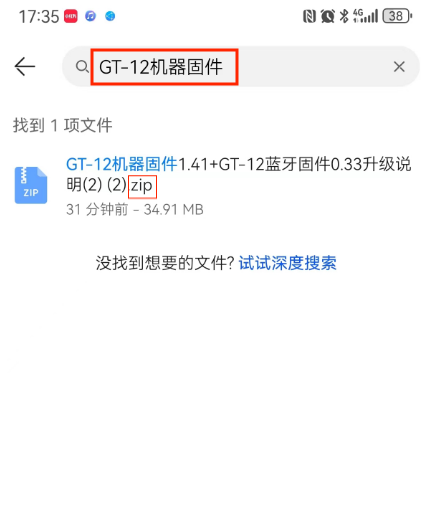 17:35 4G 38
GT-12机器固件
找到 1 项文件
GT-12机器固件1.41+GT-12蓝牙固件0.33升级说
明(2) (2).zip
ZIP
31 分钟前 - 34.91 MB
没找到想要的文件? 试试深度搜索